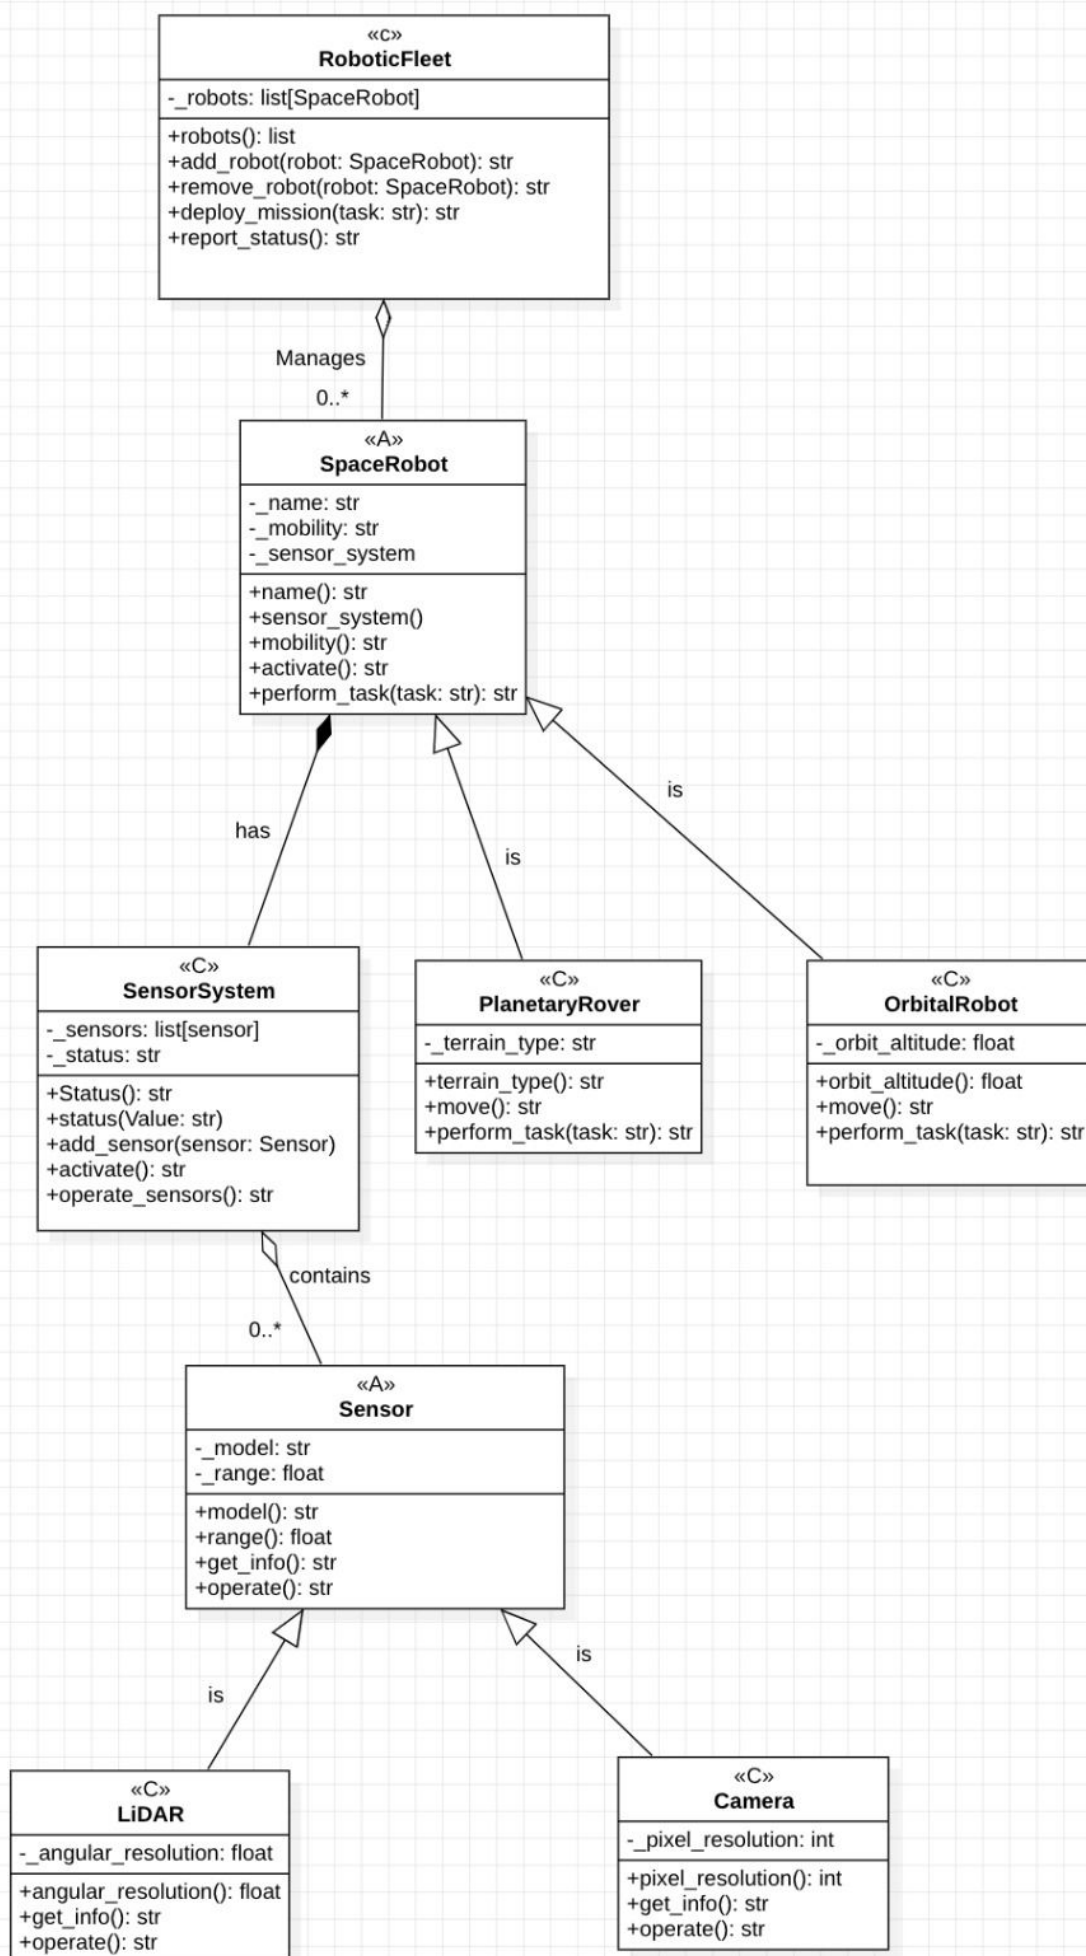 «c»
RoboticFleet
-_robots: list[SpaceRobot]
+robots(): list
+add_robot(robot: SpaceRobot): str
+remove_robot(robot: SpaceRobot): str
+deploy_mission(task: str): str
+report_status(): str
Manages
0..*
«A»
SpaceRobot
-_name: str
-_mobility: str
-_sensor_system
+name(): str
+sensor_system()
+mobility(): str
+activate(): str
+perform_task(task: str): str
has
is
is
«C»
SensorSystem
-_sensors: list[sensor]
-_status: str
+Status(): str
+status(Value: str)
+add_sensor(sensor: Sensor)
+activate(): str
+operate_sensors(): str
«C»
PlanetaryRover
-_terrain_type: str
+terrain_type(): str
+move(): str
+perform_task(task: str): str
«C»
OrbitalRobot
-_orbit_altitude: float
+orbit_altitude(): float
+move(): str
+perform_task(task: str): str
contains
0..*
«A»
Sensor
-_model: str
-_range: float
+model(): str
+range(): float
+get_info(): str
+operate(): str
is
is
«C»
LiDAR
-_angular_resolution: float
+angular_resolution(): float
+get_info(): str
+operate(): str
«C»
Camera
-_pixel_resolution: int
+pixel_resolution(): int
+get_info(): str
+operate(): str